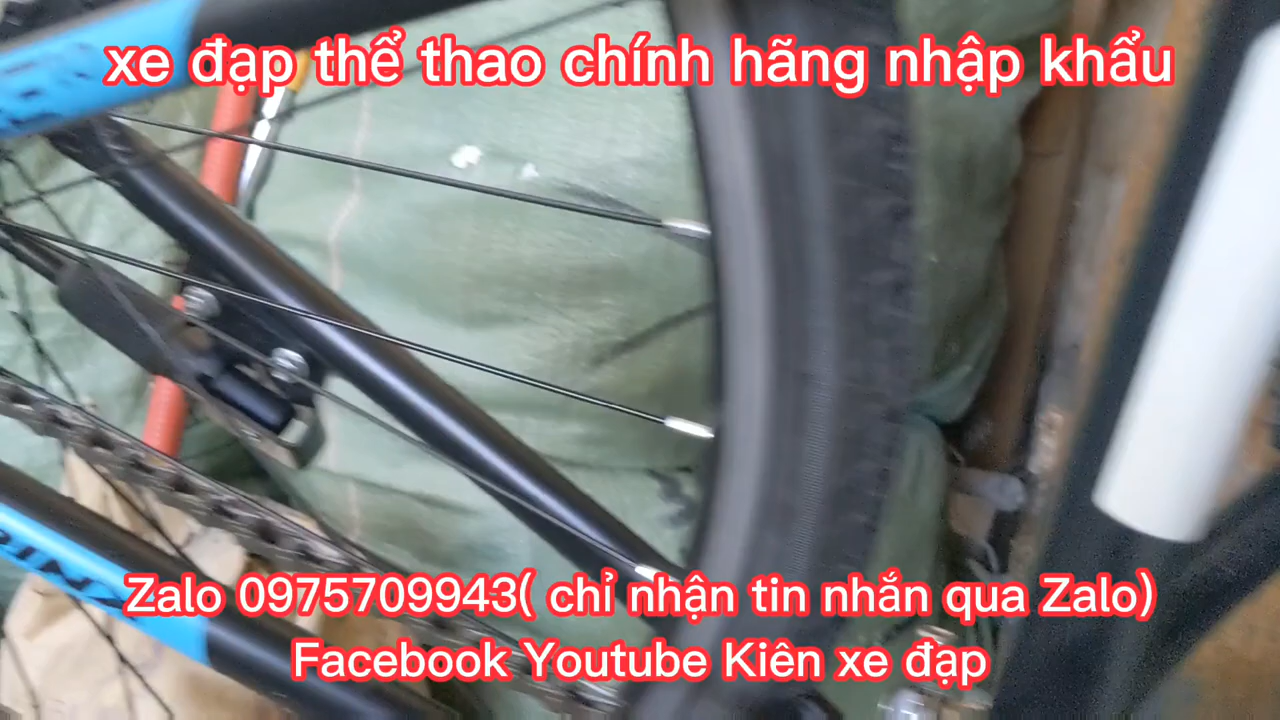 xe đạp thể thao chính hãng nhập khẩu
Zalo 0975709943( chỉ nhận tin nhắn qua Zalo)
Facebook Youtube Kiên xe đạp